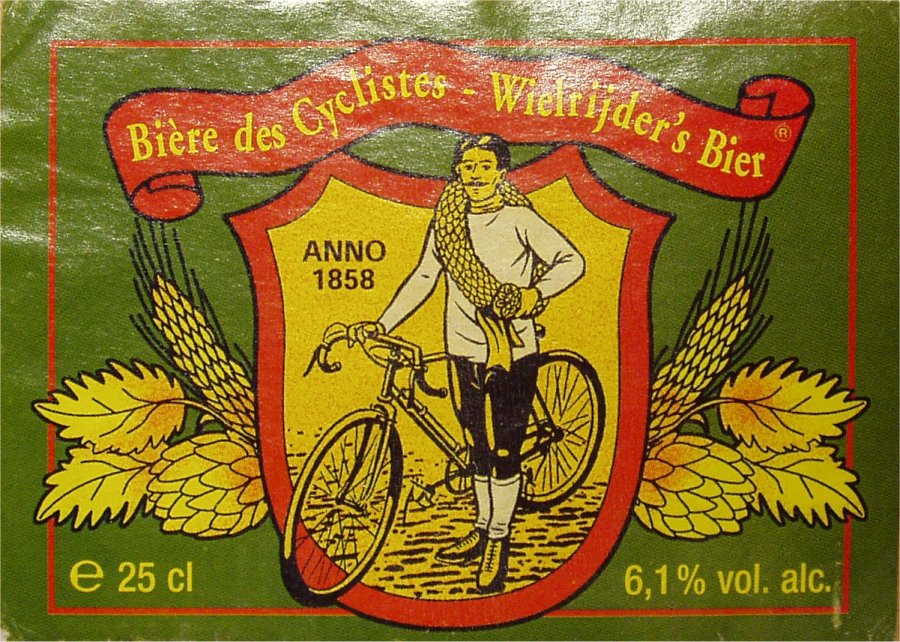 Bière des Cyclistes - Wielrijder's Bier ®
ANNO
1858
℮ 25 cl
6,1% vol. alc.